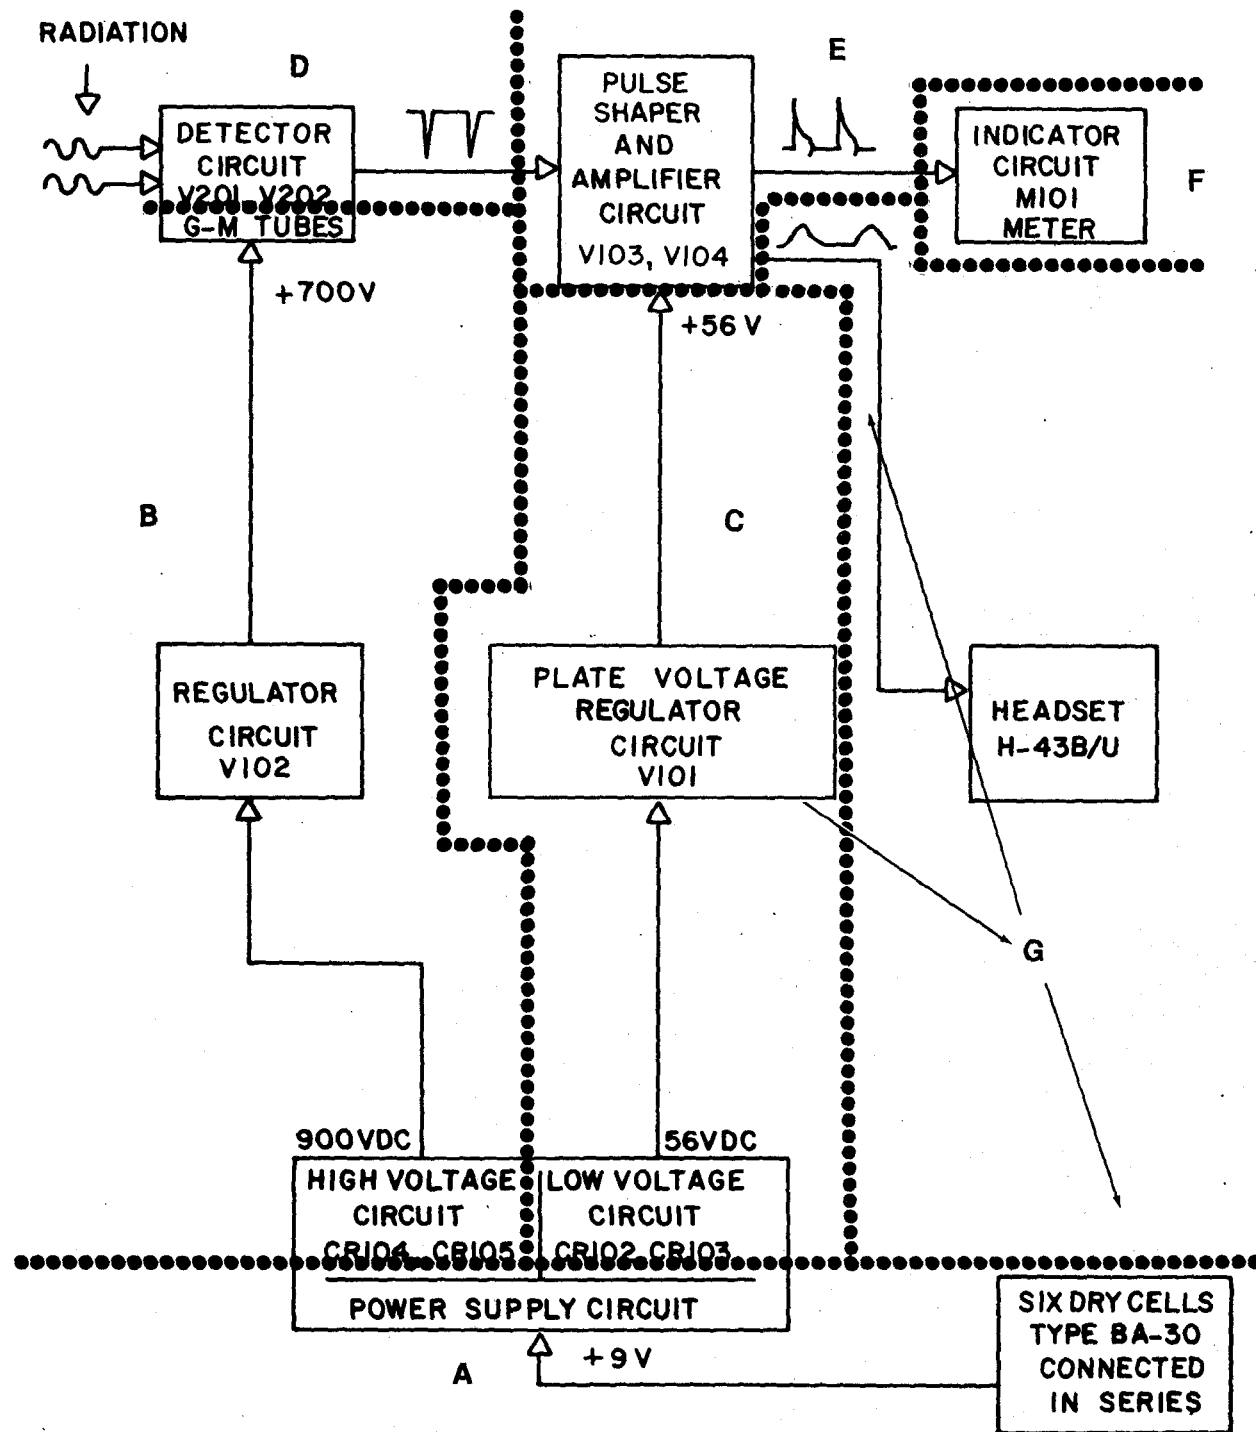 RADIATION
D
E
F
DETECTOR
CIRCUIT
V201, V202
G-M TUBES
PULSE
SHAPER
AND
AMPLIFIER
CIRCUIT
V103, V104
INDICATOR
CIRCUIT
M101
METER
+700V
+56V
B
C
REGULATOR
CIRCUIT
V102
PLATE VOLTAGE
REGULATOR
CIRCUIT
V101
HEADSET
H-43B/U
G
900VDC
56VDC
HIGH VOLTAGE
CIRCUIT
CR104, CR105
LOW VOLTAGE
CIRCUIT
CR102, CR103
POWER SUPPLY CIRCUIT
A
+9V
SIX DRY CELLS
TYPE BA-30
CONNECTED
IN SERIES